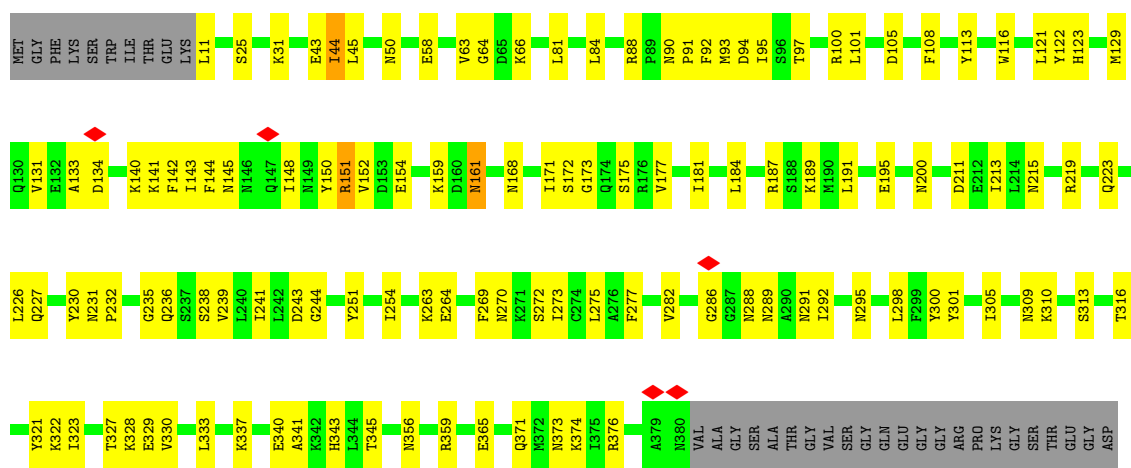 MET GLY PHE LYS SER TRP ILE THR GLU LYS L11 S25 K31 E43 I44 L45 N50 E58 V63 G64 D65 K66 L81 L84 R88 P89 N90 P91 F92 M93 D94 I95 S96 T97 R100 L101 D105 F108 Y113 W116 L121 Y122 H123 M129
Q130 V131 E132 A133 D134 K140 K141 F142 I143 F144 N145 N146 Q147 I148 N149 Y150 R151 V152 D153 E154 K159 D160 N161 N168 I171 S172 G173 Q174 S175 R176 V177 I181 L184 R187 S188 K189 M190 L191 E195 N200 D211 E212 I213 L214 N215 R219 Q223
L226 Q227 Y230 N231 P232 G235 Q236 S237 S238 V239 L240 I241 L242 D243 G244 Y251 I254 K263 E264 F269 N270 K271 S272 I273 C274 L275 A276 F277 V282 G286 G287 N288 N289 A290 N291 I292 N295 L298 F299 Y300 Y301 I305 N309 K310 S313 T316
Y321 K322 I323 T327 K328 E329 V330 L333 K337 E340 A341 K342 H343 L344 T345 N356 R359 E365 Q371 M372 N373 K374 I375 R376 A379 N380 VAL ALA GLY SER ALA THR GLY VAL SER GLY GLN GLU GLY GLY ARG PRO LYS GLY SER THR GLU GLY ASP